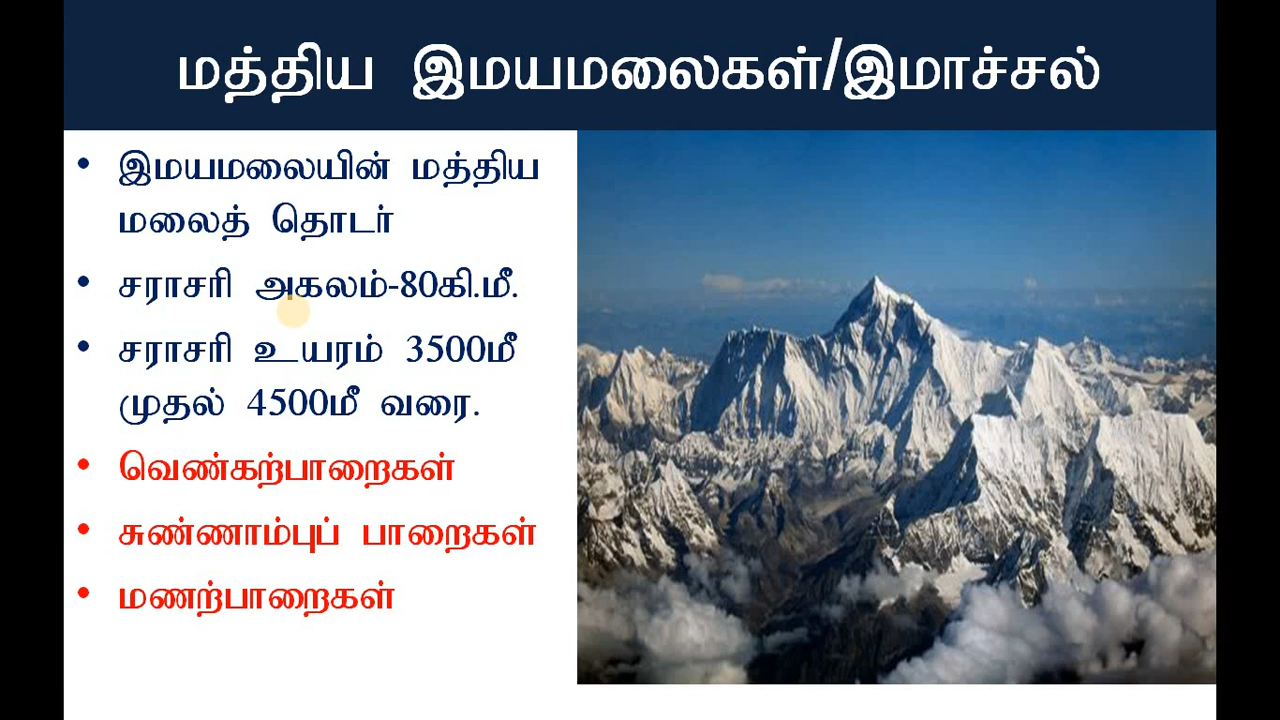 மத்திய இமயமலைகள்/இமாச்சல்
• இமயமலையின் மத்திய
மலைத் தொடர்
• சராசரி அகலம்-80கி.மீ.
• சராசரி உயரம் 3500மீ
முதல் 4500மீ வரை.
• வெண்கற்பாறைகள்
• சுண்ணாம்புப் பாறைகள்
• மணற்பாறைகள்